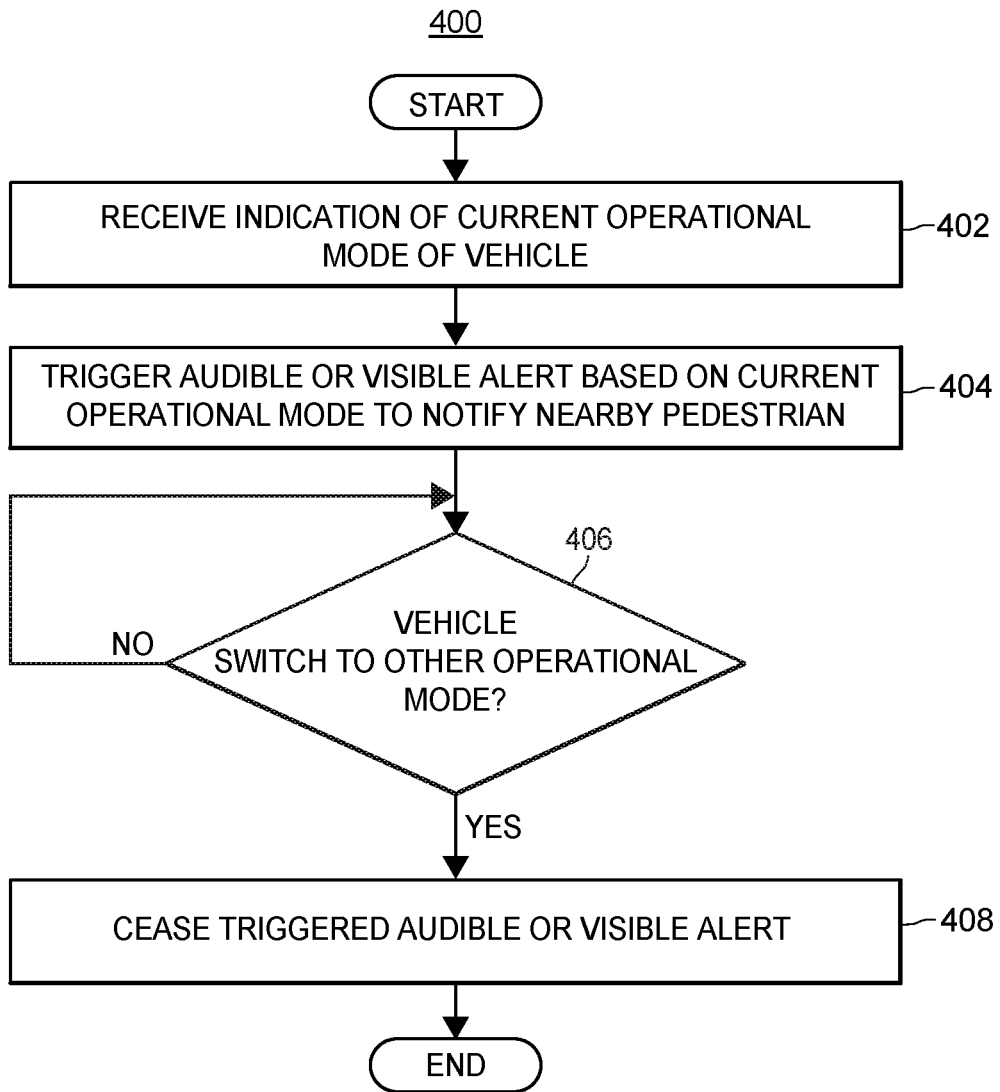 400
START
RECEIVE INDICATION OF CURRENT OPERATIONAL
MODE OF VEHICLE
402
TRIGGER AUDIBLE OR VISIBLE ALERT BASED ON CURRENT
OPERATIONAL MODE TO NOTIFY NEARBY PEDESTRIAN
404
406
VEHICLE
SWITCH TO OTHER OPERATIONAL
MODE?
NO
YES
CEASE TRIGGERED AUDIBLE OR VISIBLE ALERT
408
END